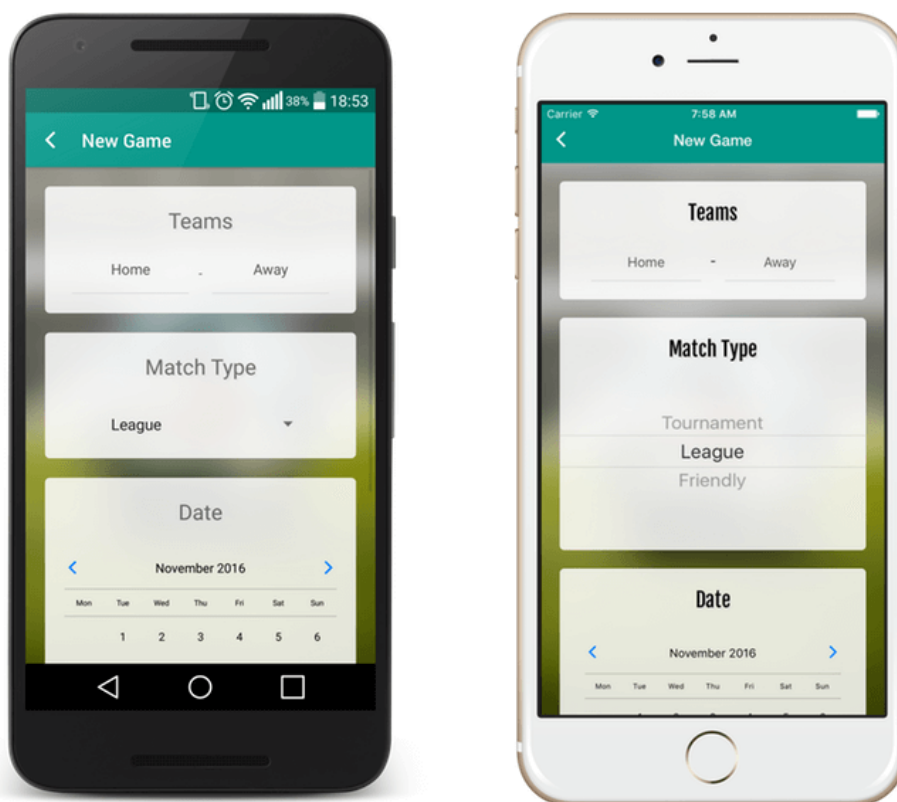 38% 18:53
New Game
Teams
Home - Away
Match Type
League
Date
November 2016
Mon Tue Wed Thu Fri Sat Sun
1 2 3 4 5 6
Carrier 7:58 AM
New Game
Teams
Home - Away
Match Type
Tournament
League
Friendly
Date
November 2016
Mon Tue Wed Thu Fri Sat Sun